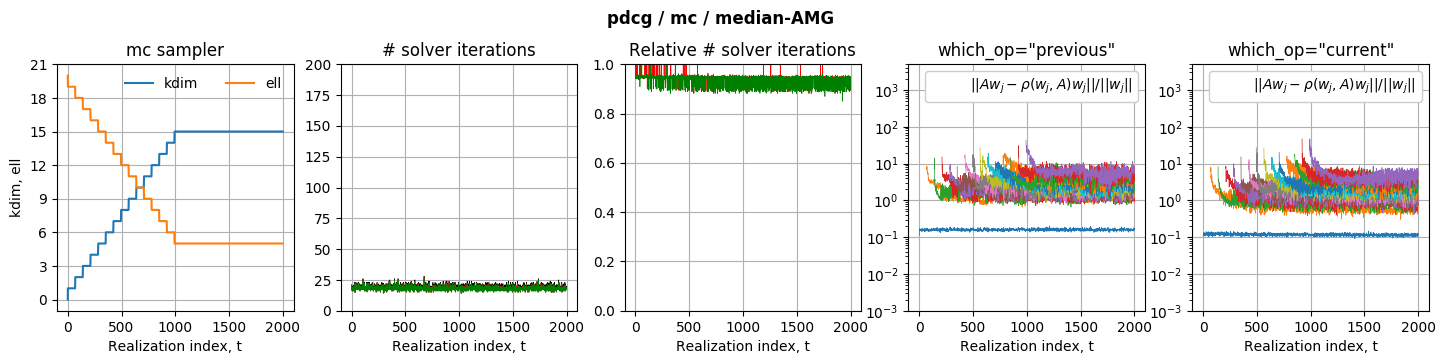 pdcg / mc / median-AMG
mc sampler
kdim, ell
21
18
15
12
9
6
3
0
kdim
ell
0 500 1000 1500 2000
Realization index, t
# solver iterations
200
175
150
125
100
75
50
25
0
0 500 1000 1500 2000
Realization index, t
Relative # solver iterations
1.0
0.8
0.6
0.4
0.2
0.0
0 500 1000 1500 2000
Realization index, t
which_op="previous"
||Aw_j − ρ(w_j, A)w_j||/||w_j||
10^3
10^2
10^1
10^0
10^−1
10^−2
10^−3
0 500 1000 1500 2000
Realization index, t
which_op="current"
||Aw_j − ρ(w_j, A)w_j||/||w_j||
10^3
10^2
10^1
10^0
10^−1
10^−2
10^−3
0 500 1000 1500 2000
Realization index, t